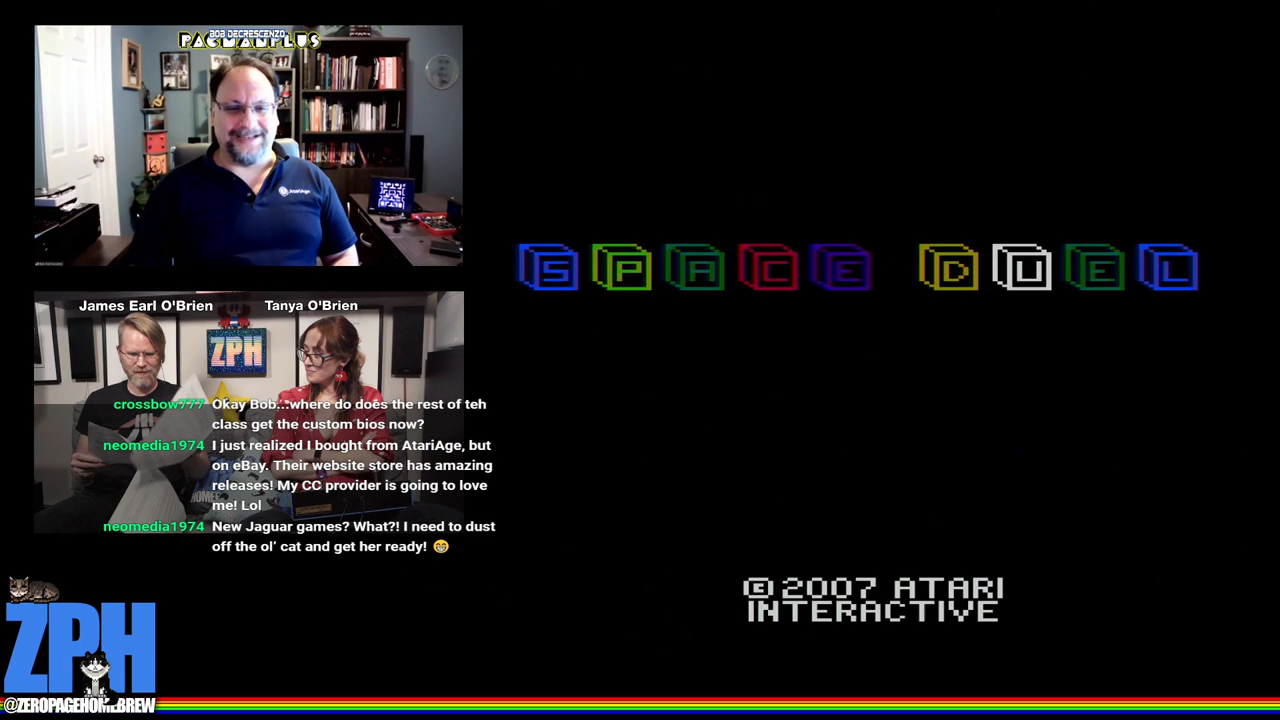 BOB DECRESCENZO
PACMANPLUS
AtariAge
James Earl O'Brien
Tanya O'Brien
ZPH
crossbow777 Okay Bob...where do does the rest of teh
class get the custom bios now?
neomedia1974 I just realized I bought from AtariAge, but
on eBay. Their website store has amazing
releases! My CC provider is going to love
me! Lol
neomedia1974 New Jaguar games? What?! I need to dust
off the ol’ cat and get her ready! 😁
SPACE DUEL
© 2007 ATARI
INTERACTIVE
ZPH
@ZEROPAGEHOMEBREW